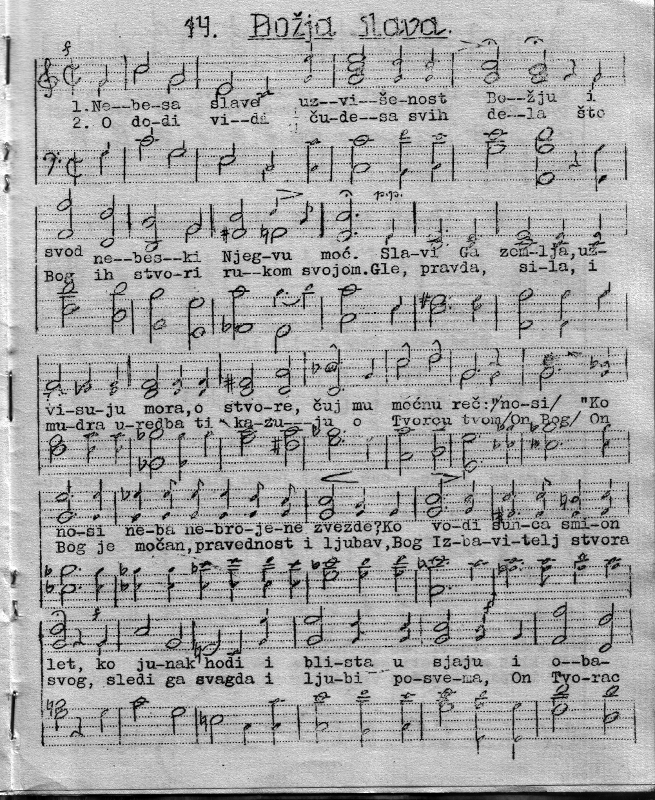 14. Božja slava.
f
1.Ne--be-sa slave uz--vi--še-nost Bo--žju i
2. O do-di vi--di ču-de--sa svih de--la što
p.p.
svod ne--bes--ki Njeg-vu moć. Sla-vi Ga zem-lja,uz-
Bog ih stvo-ri ru--kom svojom.Gle, pravda, si-la, i
vi-su-ju mora,o stvo-re, čuj mu moćnu reč:"/no-si/ "Ko
mu-dra u-redba ti ka-zu---ju o Tvorcu tvom/On Bog/ On
no-si ne-ba ne-bro-je-ne zvezde?Ko vo-di sun-ca smi-on
Bog je močan,pravednost i ljubav,Bog Iz-ba-vi-telj stvora
f
let, ko ju-nak hodi i bli-sta u sjaju i o--ba-
svog, sledi ga svagda i lju-bi po-sve-ma, On Tvo-rac